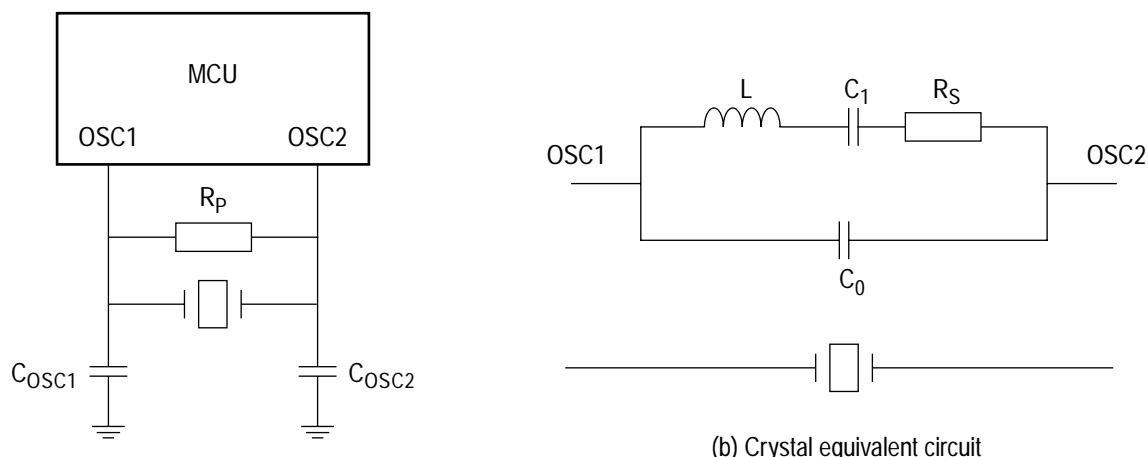 MCU
OSC1 OSC2
R_P
C_OSC1 C_OSC2
L C_1 R_S
OSC1 OSC2
C_0
(b) Crystal equivalent circuit